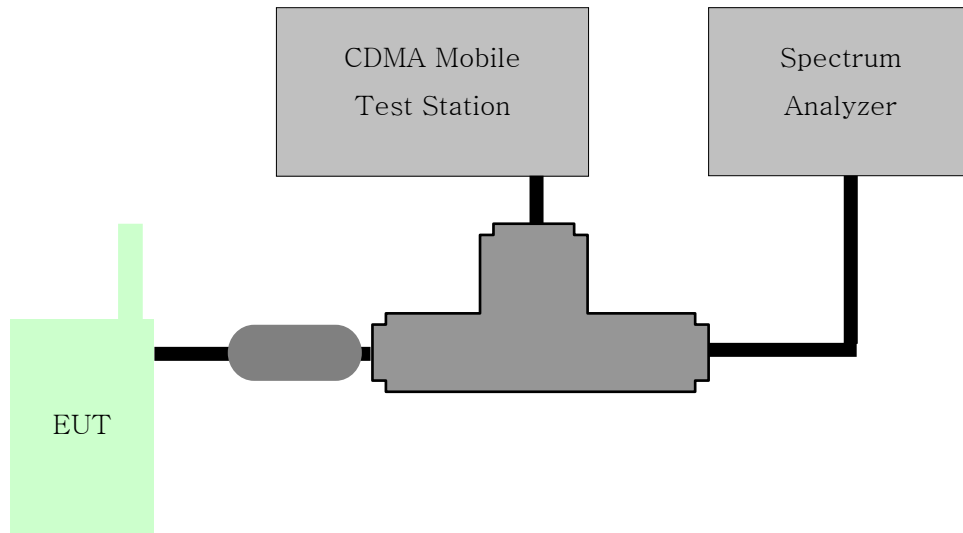 CDMA Mobile
Test Station
Spectrum
Analyzer
EUT